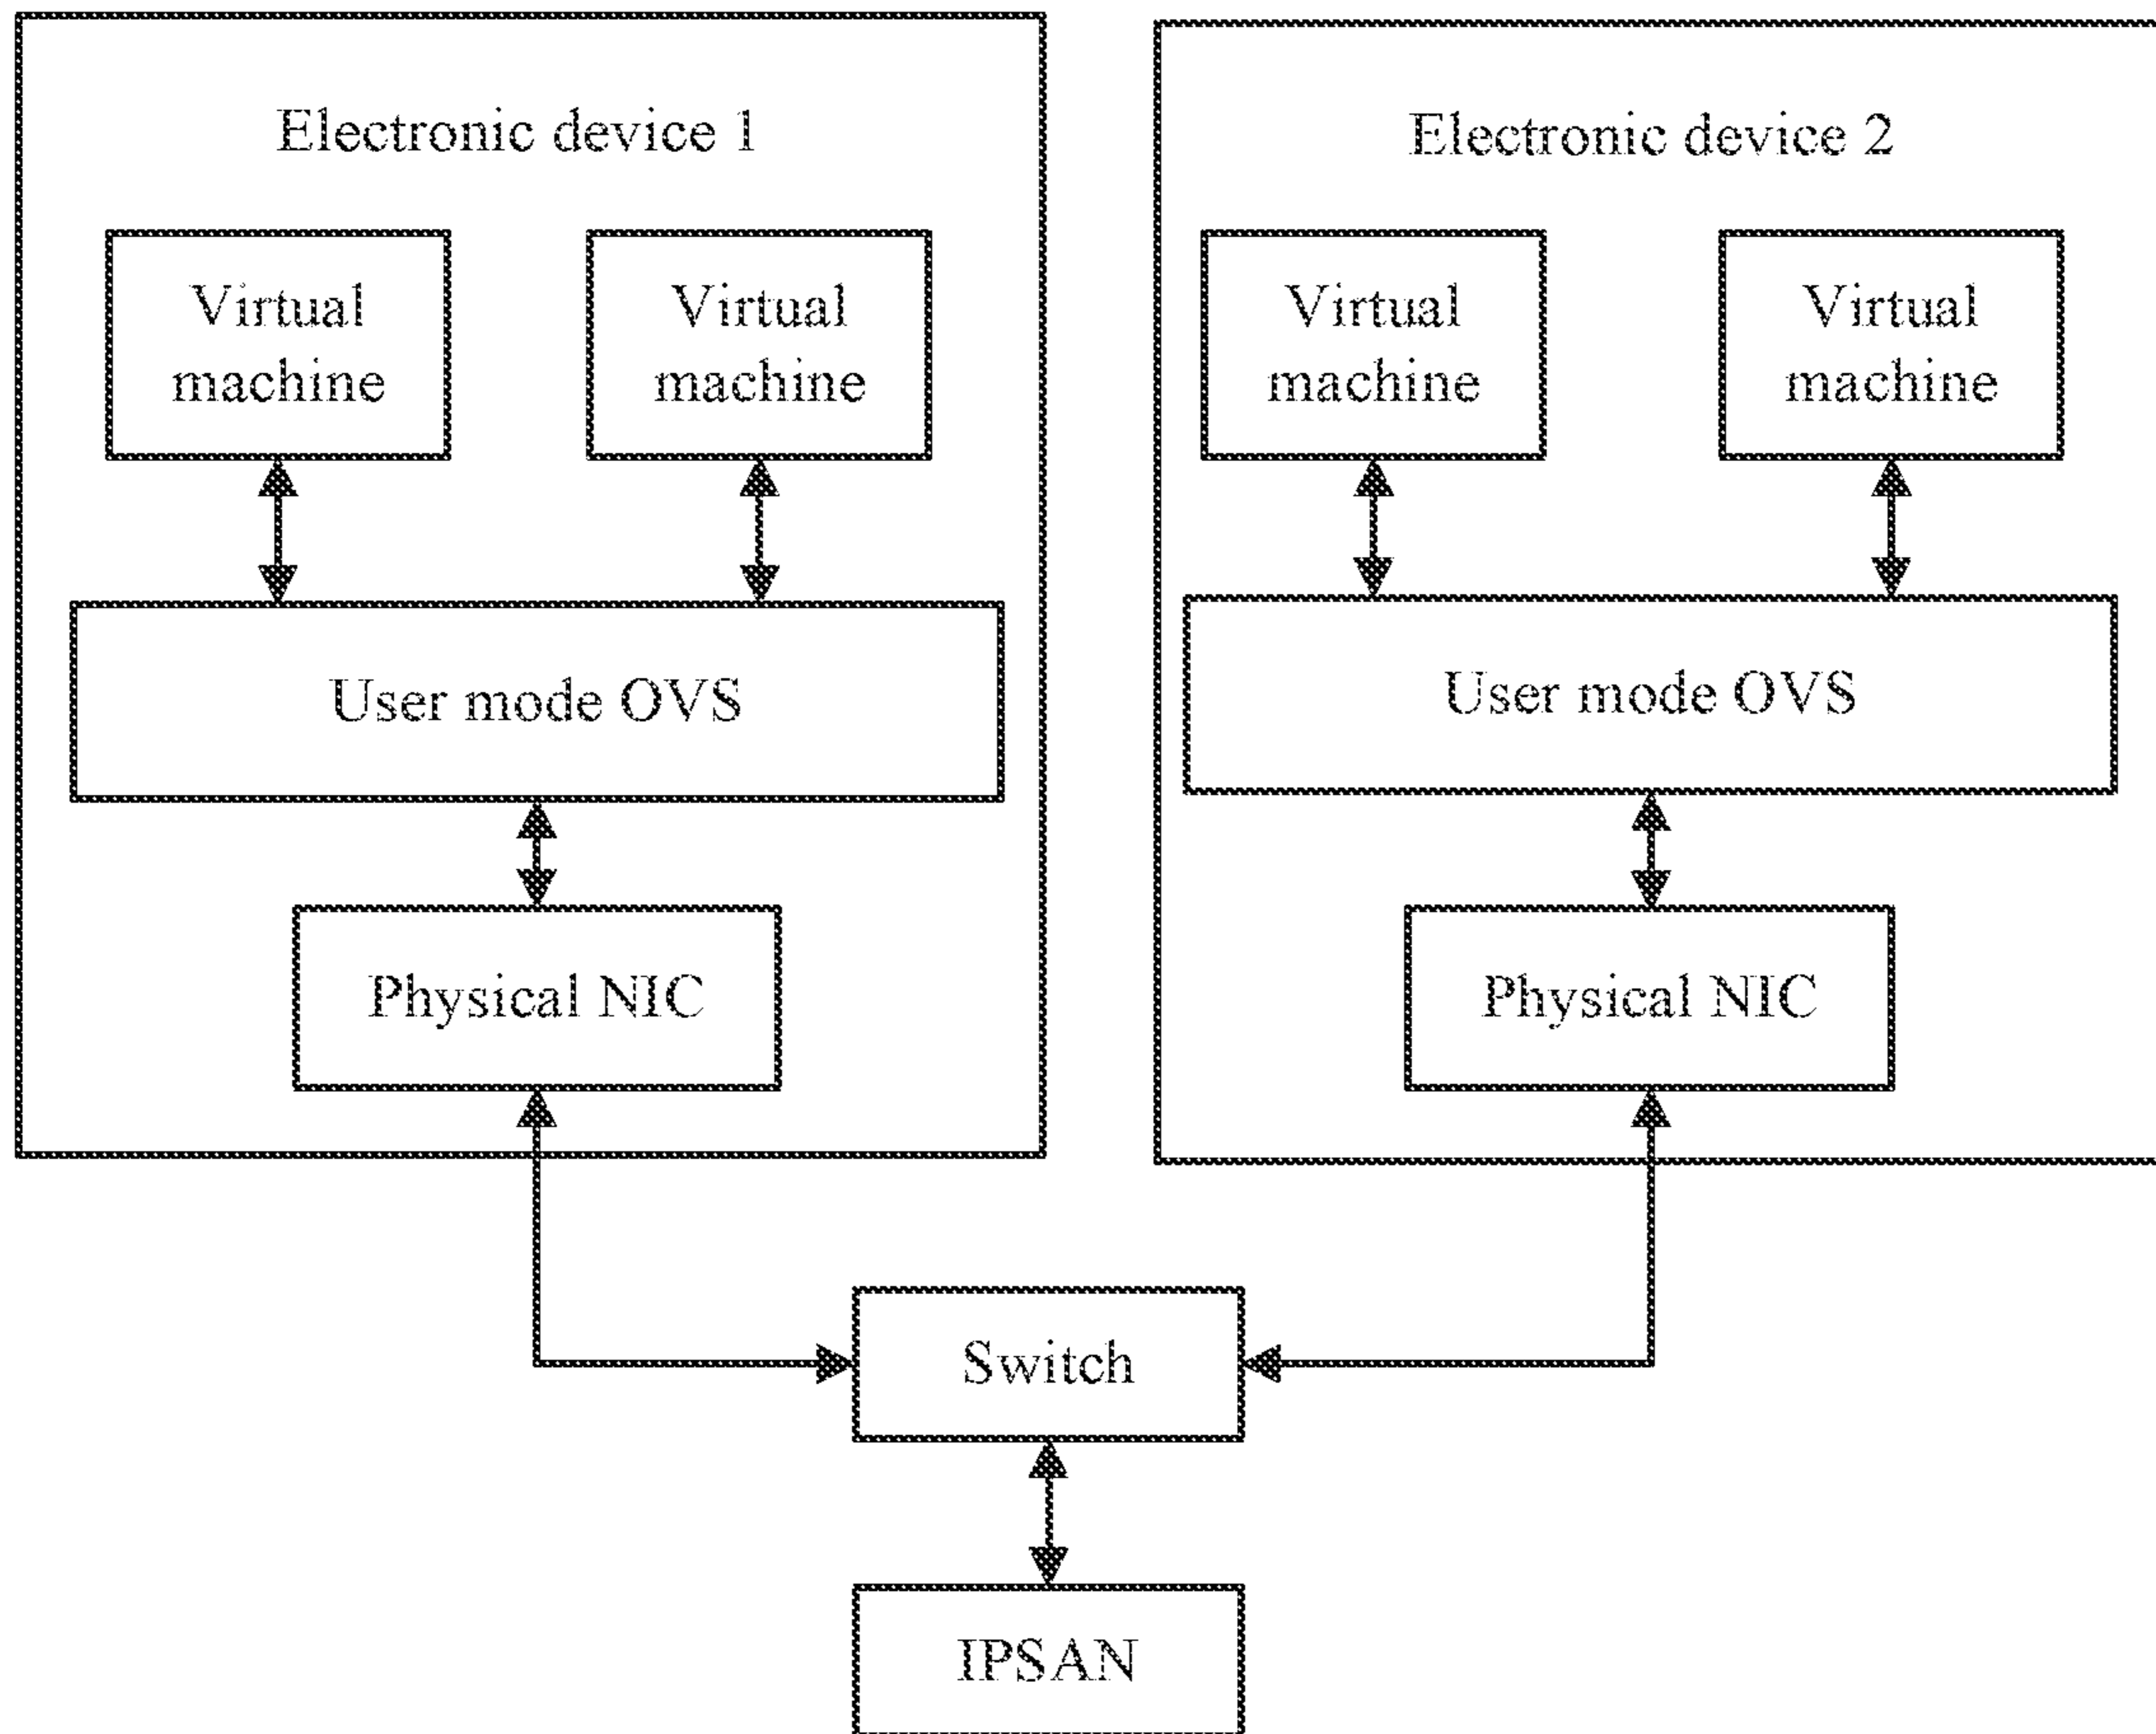 Electronic device 1
Electronic device 2
Virtual
machine
Virtual
machine
Virtual
machine
Virtual
machine
User mode OVS
User mode OVS
Physical NIC
Physical NIC
Switch
IPSAN